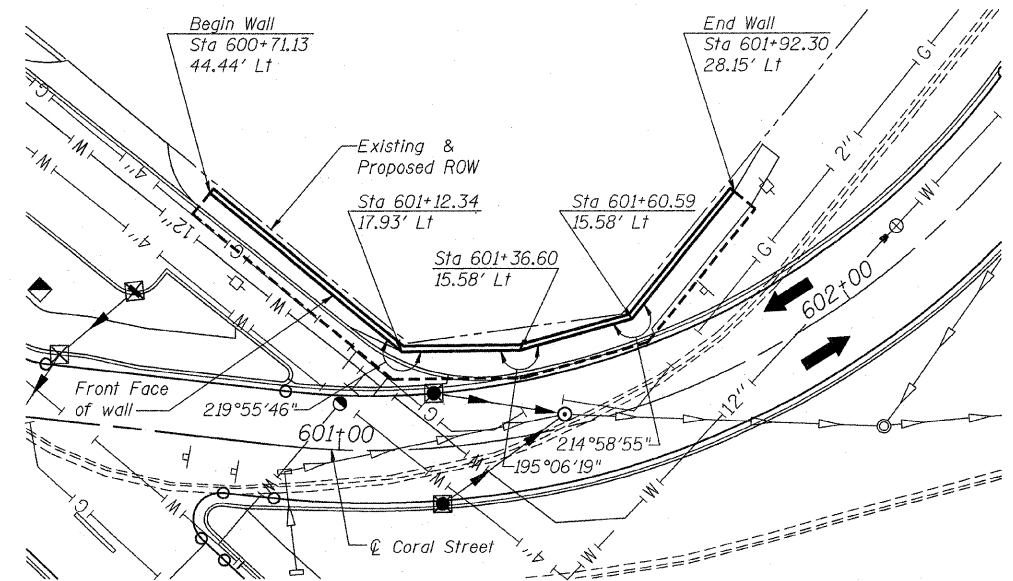 Begin Wall
Sta 600+71.13
44.44' Lt
End Wall
Sta 601+92.30
28.15' Lt
Existing &
Proposed ROW
Sta 601+12.34
17.93' Lt
Sta 601+60.59
15.58' Lt
Sta 601+36.60
15.58' Lt
G
2"
G
W
G
W
W
4"
12"
4"
G
W
W
W
602+00
Front Face
of wall
219°55'46"
601+00
G
12"
214°58'55"
195°06'19"
W
W
W
W
G
W
4"
W
℄ Coral Street